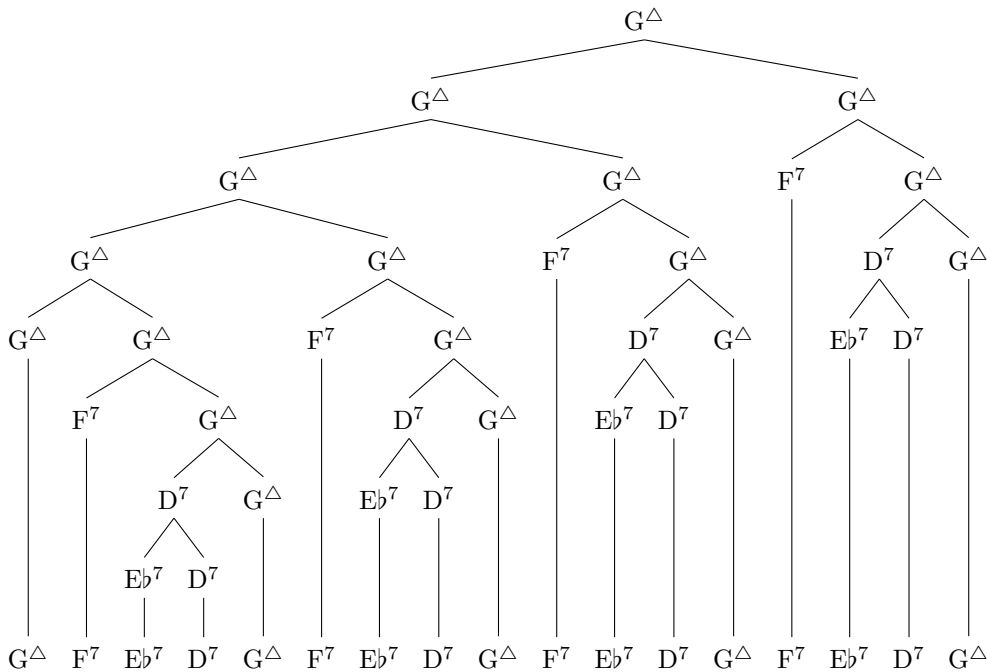 G△
G△ G△
G△ G△ F⁷ G△
G△ G△ F⁷ G△ D⁷ G△
G△ G△ F⁷ G△ D⁷ G△ E♭⁷ D⁷
F⁷ G△ D⁷ G△ E♭⁷ D⁷
D⁷ G△ E♭⁷ D⁷
E♭⁷ D⁷
G△ F⁷ E♭⁷ D⁷ G△ F⁷ E♭⁷ D⁷ G△ F⁷ E♭⁷ D⁷ G△ F⁷ E♭⁷ D⁷ G△